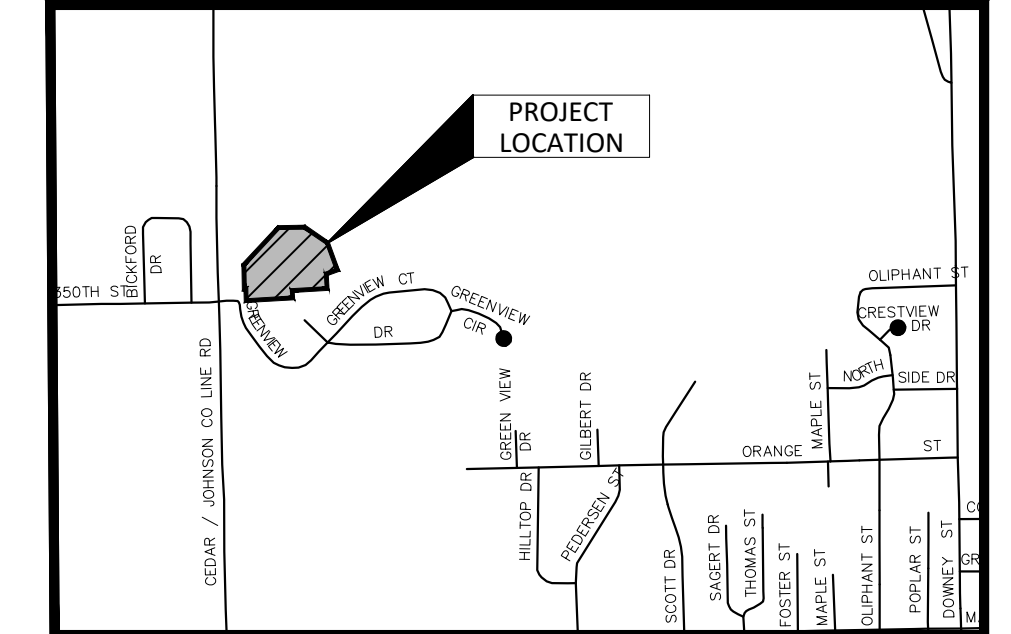 PROJECT
LOCATION
BICKFORD
DR
350TH ST
GREENVIEW
GREENVIEW CT
DR
GREENVIEW
CIR
OLIPHANT ST
CRESTVIEW
DR
NORTH
SIDE DR
CEDAR / JOHNSON CO LINE RD
GREEN VIEW
DR
GILBERT DR
MAPLE ST
ORANGE
ST
HILLTOP DR
PEDERSEN ST
SCOTT DR
SAGERT DR
THOMAS ST
FOSTER ST
MAPLE ST
OLIPHANT ST
POPLAR ST
DOWNEY ST